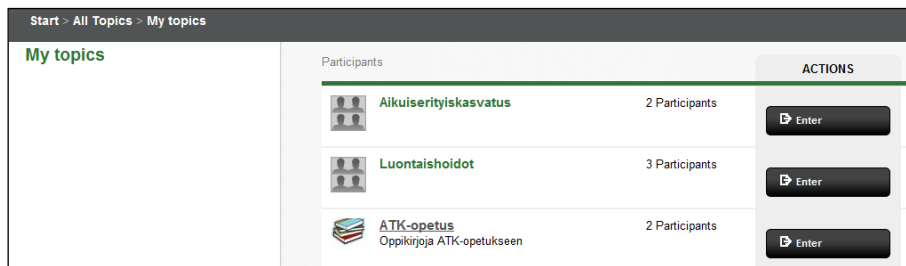 Start > All Topics > My topics
My topics
Participants
ACTIONS
Aikuiserityiskasvatus 2 Participants Enter
Luontaishoidot 3 Participants Enter
ATK-opetus 2 Participants Enter
Oppikirjoja ATK-opetukseen